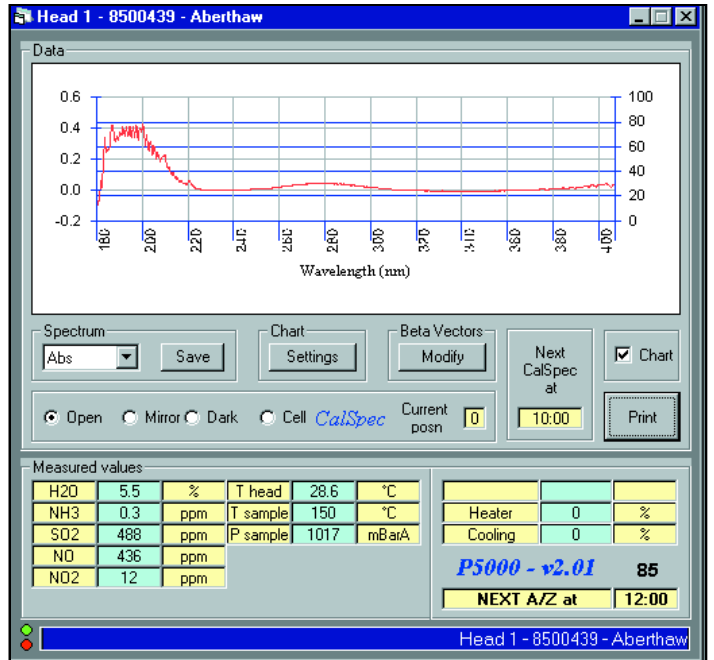 Head 1 - 8500439 - Aberthaw
Data
0.6 100
0.4 80
0.2 60
0.0 40
-0.2 20
0
180 200 220 240 260 280 300 320 340 360 380 400
Wavelength (nm)
Spectrum Chart Beta Vectors
Abs Save Settings Modify
Next
CalSpec
at
10:00
Chart
Open Mirror Dark Cell CalSpec Current posn 0
Print
Measured values
H2O 5.5 % T head 28.6 °C
NH3 0.3 ppm T sample 150 °C Heater 0 %
SO2 488 ppm P sample 1017 mBarA Cooling 0 %
NO 436 ppm
NO2 12 ppm
P5000 - v2.01 85
NEXT A/Z at 12:00
Head 1 - 8500439 - Aberthaw